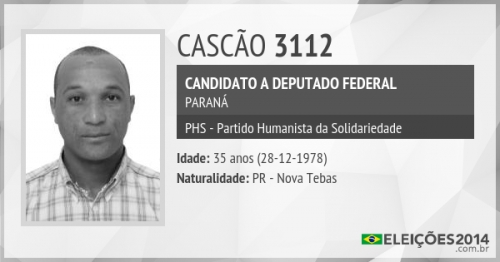 CASCÃO 3112
CANDIDATO A DEPUTADO FEDERAL
PARANÁ
PHS - Partido Humanista da Solidariedade
Idade: 35 anos (28-12-1978)
Naturalidade: PR - Nova Tebas
ELEIÇÕES2014
.com.br